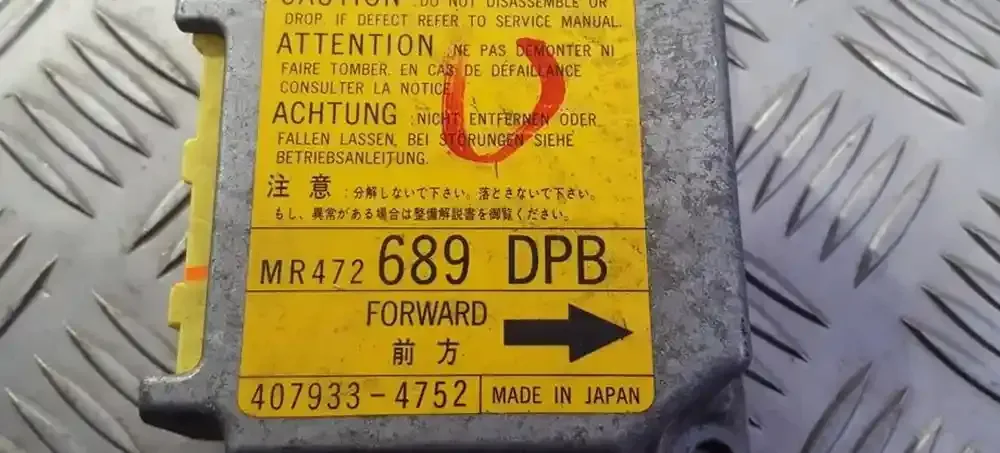 CAUTION : DO NOT DISASSEMBLE OR
DROP. IF DEFECT REFER TO SERVICE MANUAL.
ATTENTION : NE PAS DEMONTER NI
FAIRE TOMBER. EN CAS DE DÉFAILLANCE
CONSULTER LA NOTICE
ACHTUNG : NICHT ENTFERNEN ODER
FALLEN LASSEN, BEI STÖRUNGEN SIEHE
BETRIEBSANLEITUNG.
注意 : 分解しないで下さい。落とさないで下さい。
もし、異常がある場合は整備解説書を御覧ください。
MR472 689 DPB
FORWARD
前方
407933-4752 MADE IN JAPAN